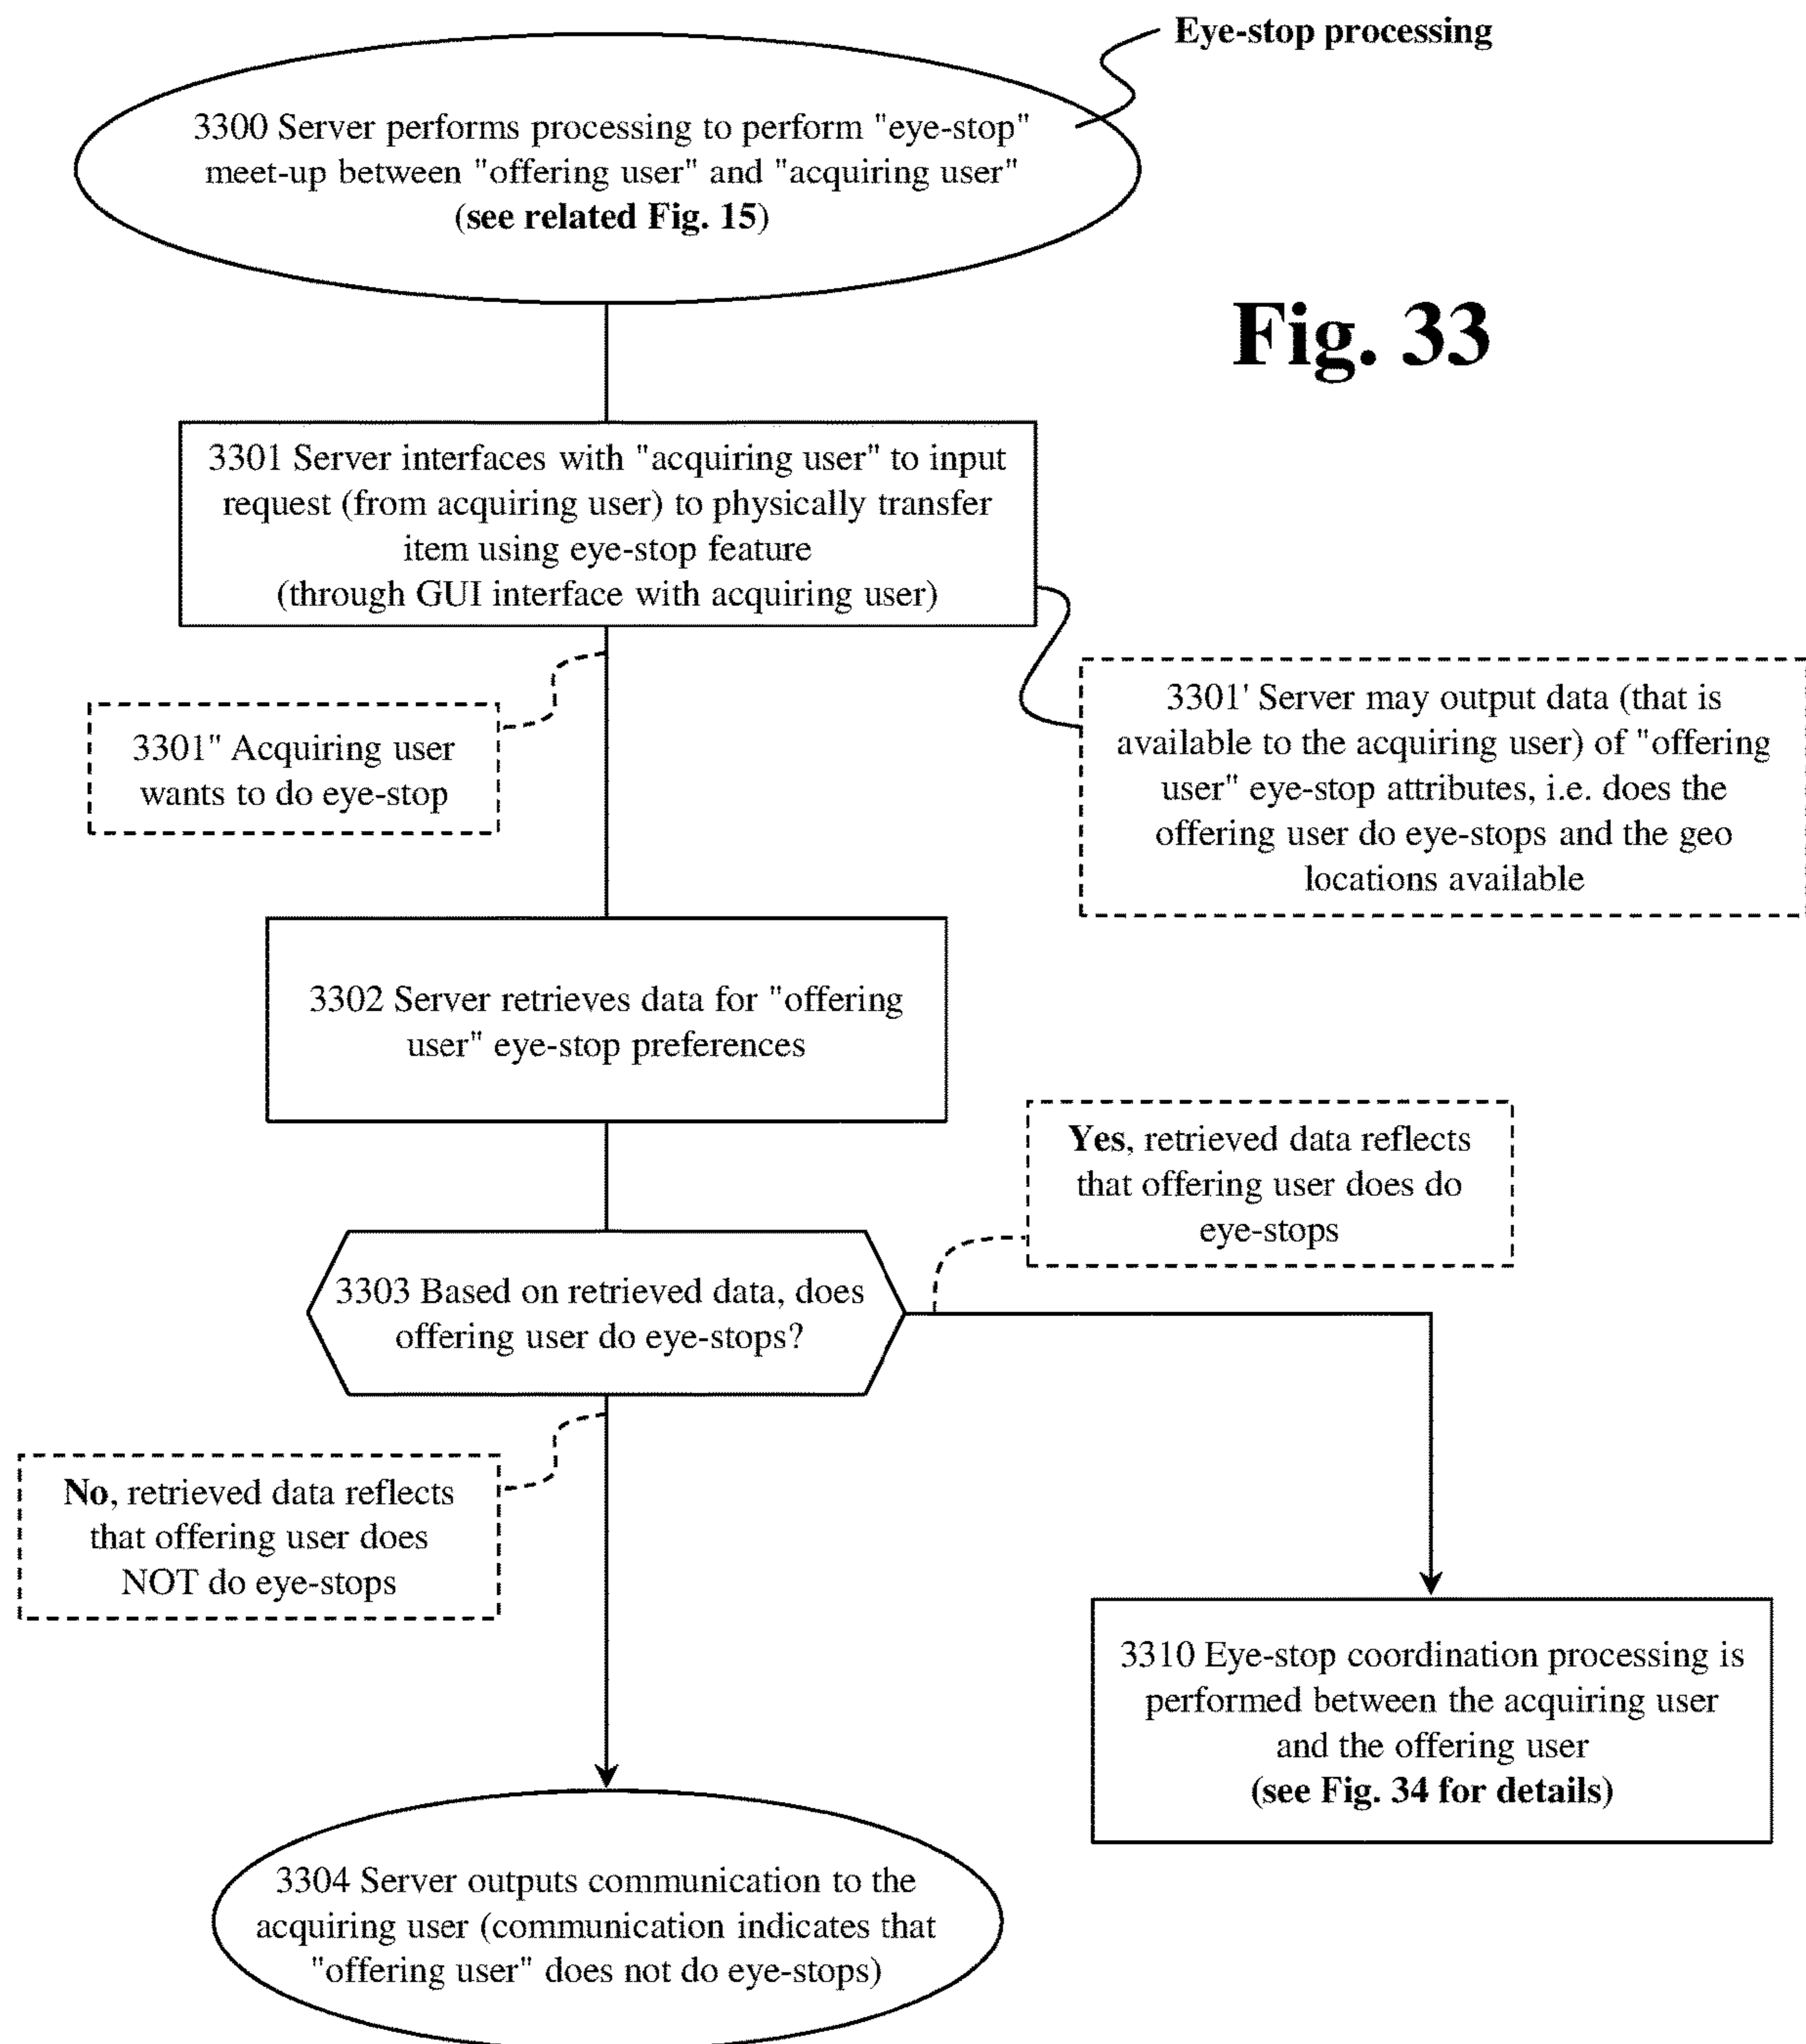 Eye-stop processing
3300 Server performs processing to perform "eye-stop"
meet-up between "offering user" and "acquiring user"
(see related Fig. 15)
Fig. 33
3301 Server interfaces with "acquiring user" to input
request (from acquiring user) to physically transfer
item using eye-stop feature
(through GUI interface with acquiring user)
3301' Server may output data (that is
available to the acquiring user) of "offering
user" eye-stop attributes, i.e. does the
offering user do eye-stops and the geo
locations available
3301" Acquiring user
wants to do eye-stop
3302 Server retrieves data for "offering
user" eye-stop preferences
Yes, retrieved data reflects
that offering user does do
eye-stops
3303 Based on retrieved data, does
offering user do eye-stops?
No, retrieved data reflects
that offering user does
NOT do eye-stops
3310 Eye-stop coordination processing is
performed between the acquiring user
and the offering user
(see Fig. 34 for details)
3304 Server outputs communication to the
acquiring user (communication indicates that
"offering user" does not do eye-stops)